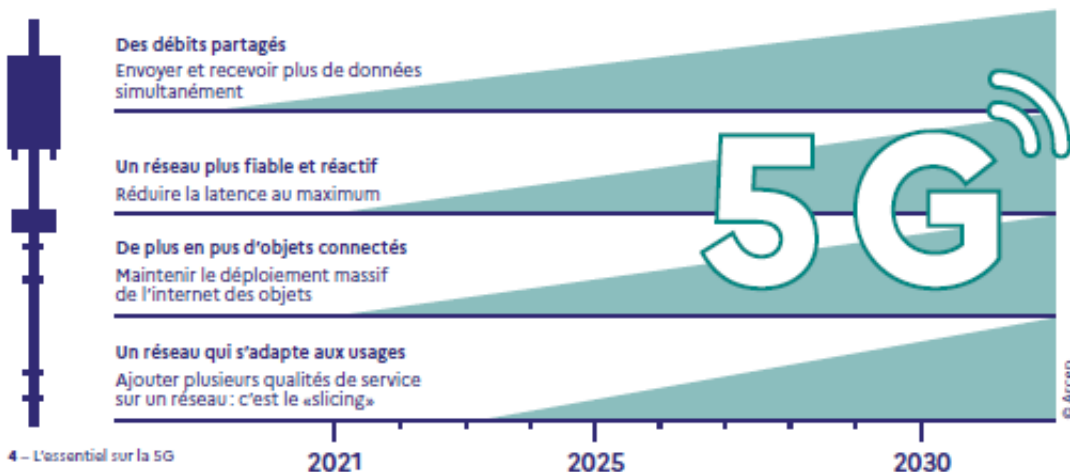 Des débits partagés
Envoyer et recevoir plus de données
simultanément
Un réseau plus fiable et réactif
Réduire la latence au maximum
De plus en pus d'objets connectés
Maintenir le déploiement massif
de l'internet des objets
Un réseau qui s'adapte aux usages
Ajouter plusieurs qualités de service
sur un réseau : c'est le «slicing»
5G
© Arcep
4 – L'essentiel sur la 5G
2021
2025
2030